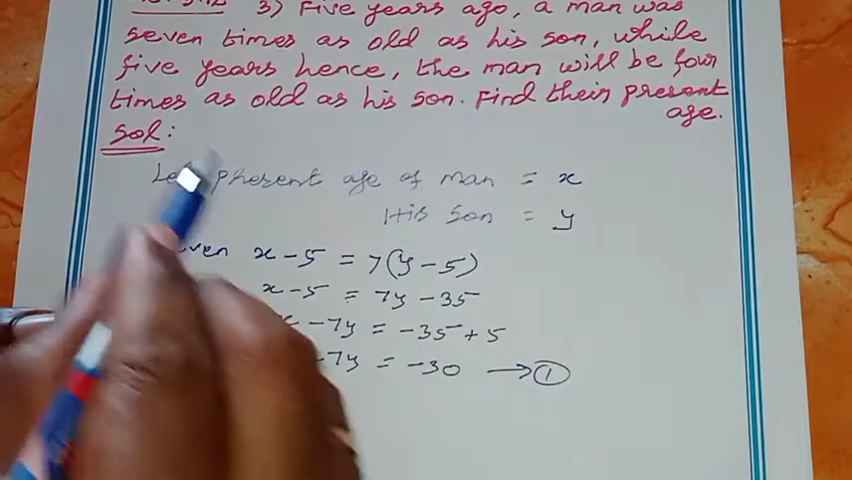 3) Five years ago, a man was
seven times as old as his son, while
five years hence, the man will be four
times as old as his son. Find their present
age.
Sol:
present age of man = x
His son = y
x - 5 = 7(y - 5)
x - 5 = 7y - 35
- 7y = -35 + 5
- 7y = -30 → ①